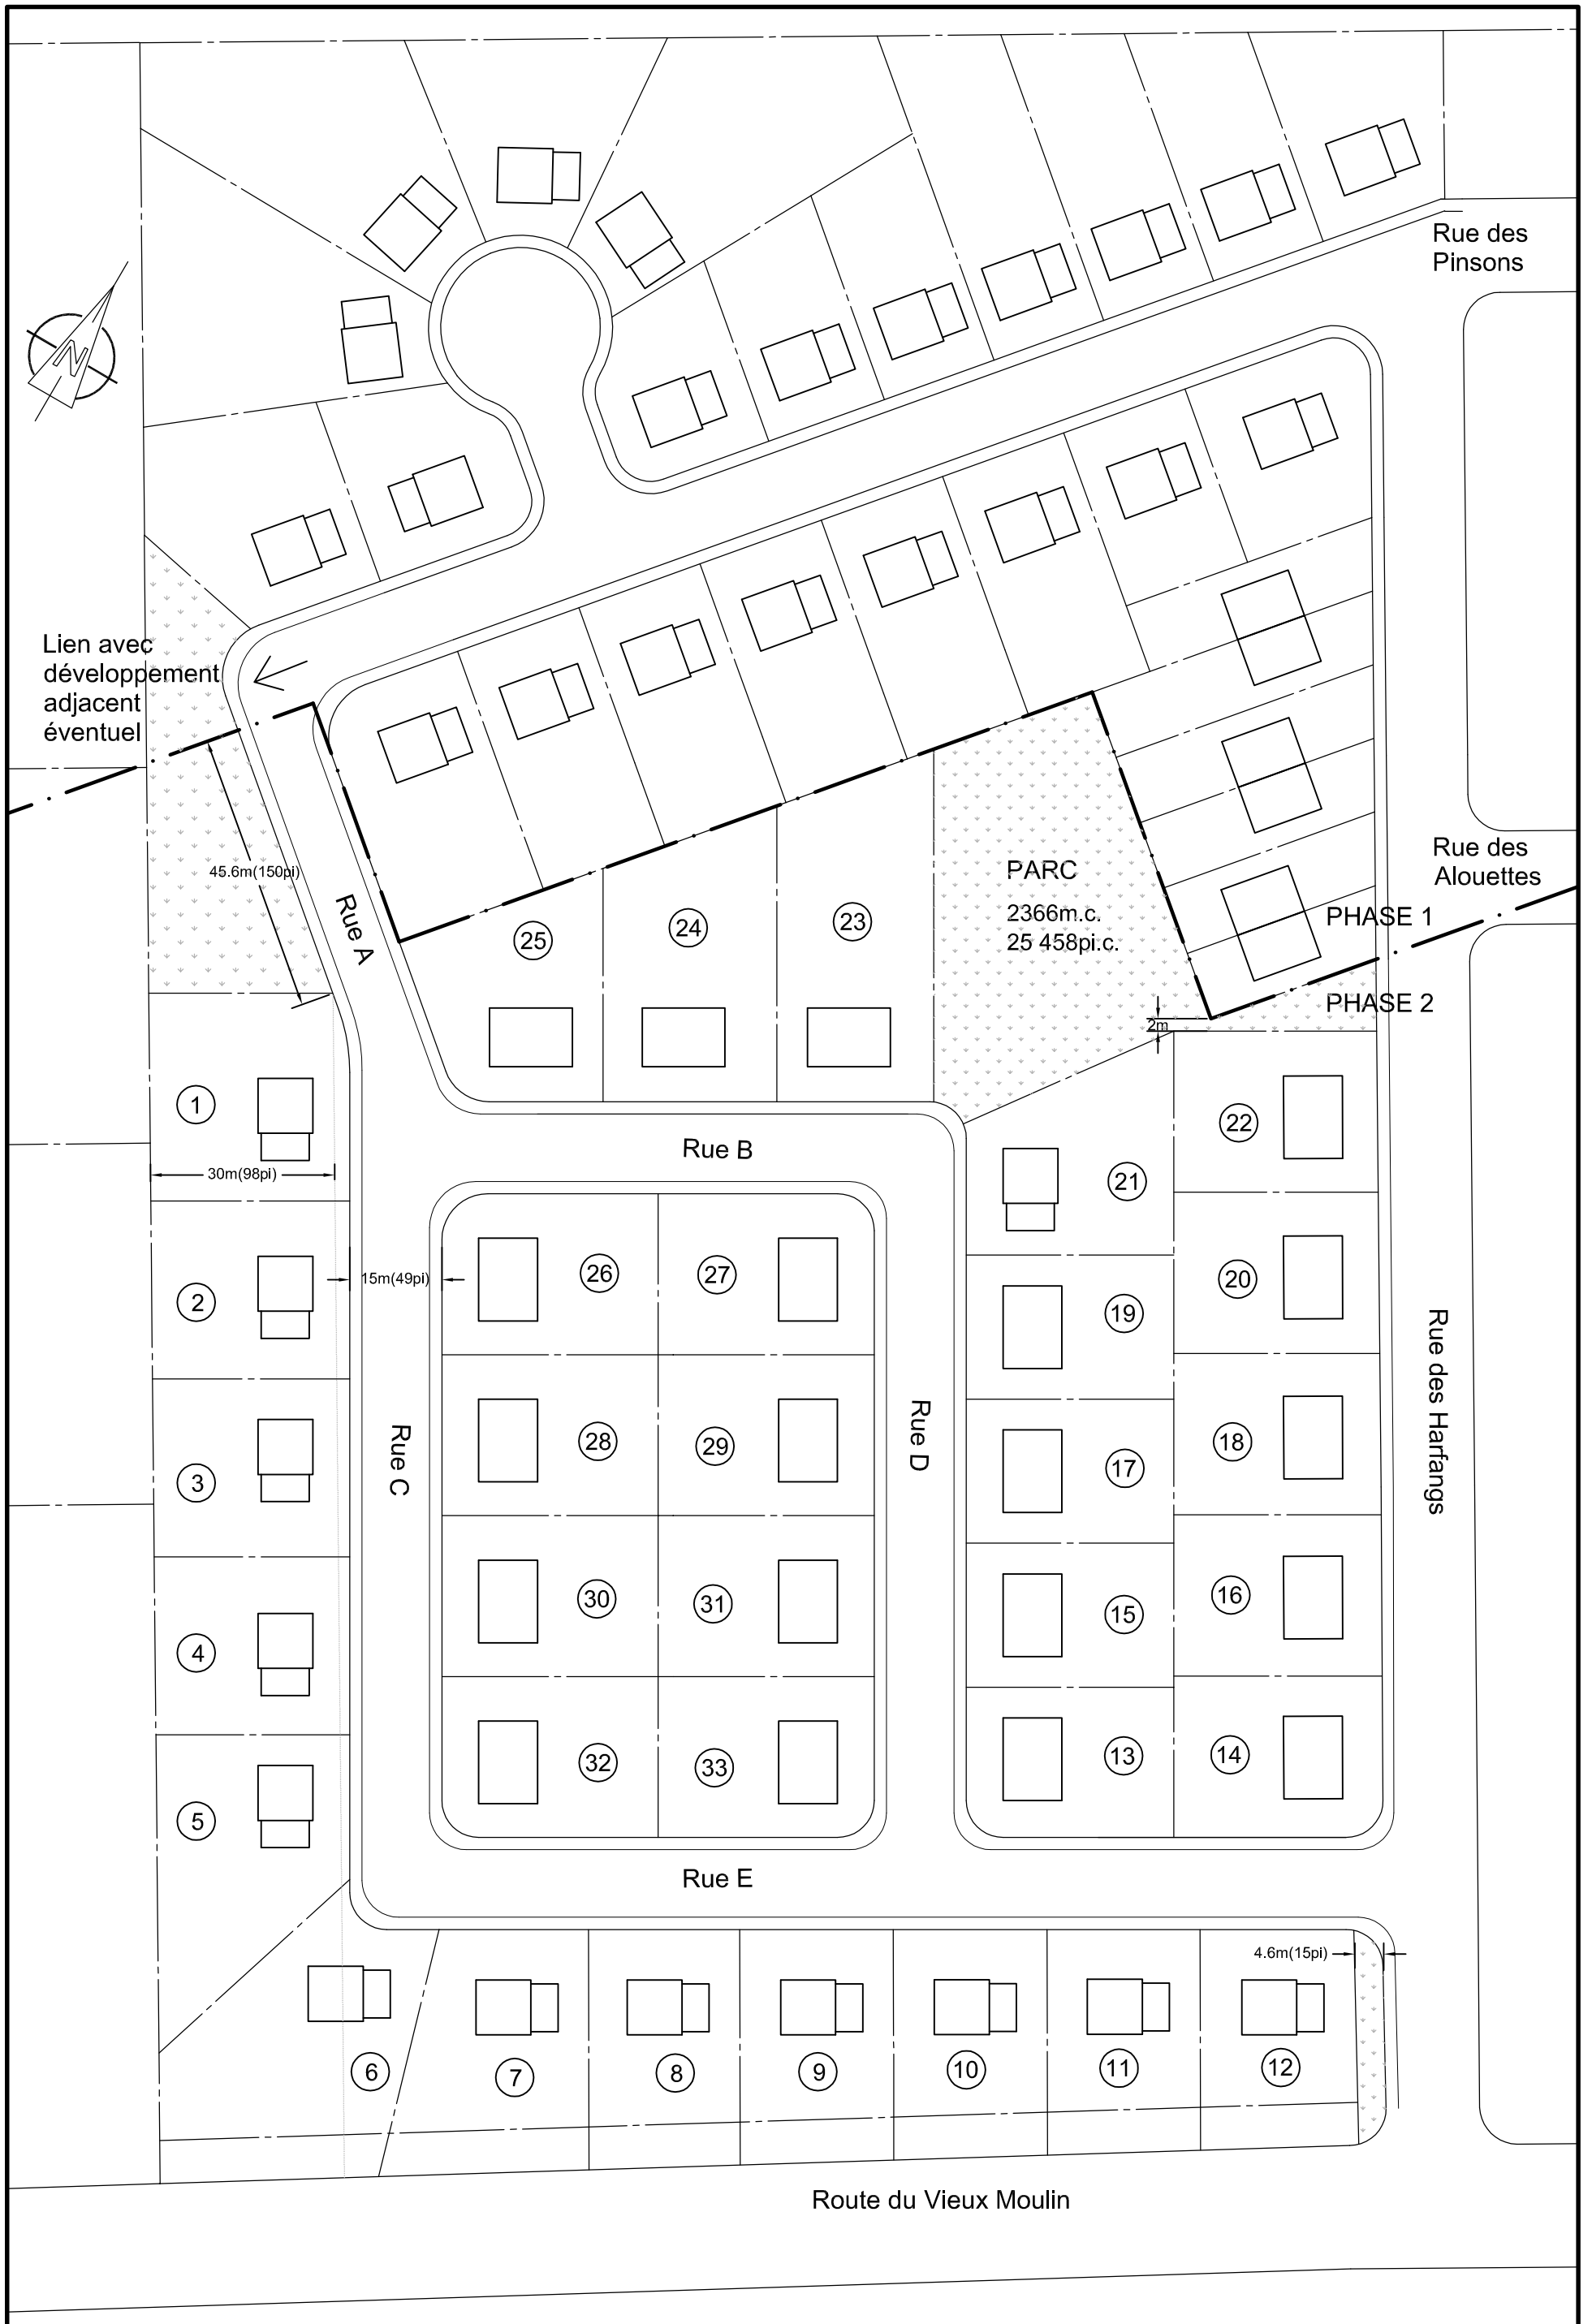 Rue des
Pinsons
N
Lien avec
développement
adjacent
éventuel
45.6m(150pi)
Rue A
Rue des
Alouettes
PARC
2366m.c.
25 458pi.c.
PHASE 1
PHASE 2
2m
25
24
23
1
30m(98pi)
Rue B
22
21
2
15m(49pi)
26
27
20
19
Rue des Harfangs
3
Rue C
28
29
Rue D
17
18
4
30
31
15
16
5
32
33
13
14
Rue E
4.6m(15pi)
6
7
8
9
10
11
12
Route du Vieux Moulin